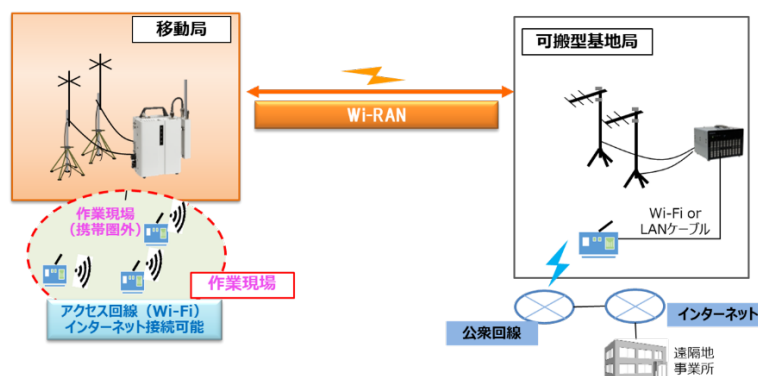 移動局
可搬型基地局
Wi-RAN
作業現場
(携帯圏外)
作業現場
アクセス回線（Wi-Fi）
インターネット接続可能
Wi-Fi or
LANケーブル
公衆回線
インターネット
遠隔地
事業所